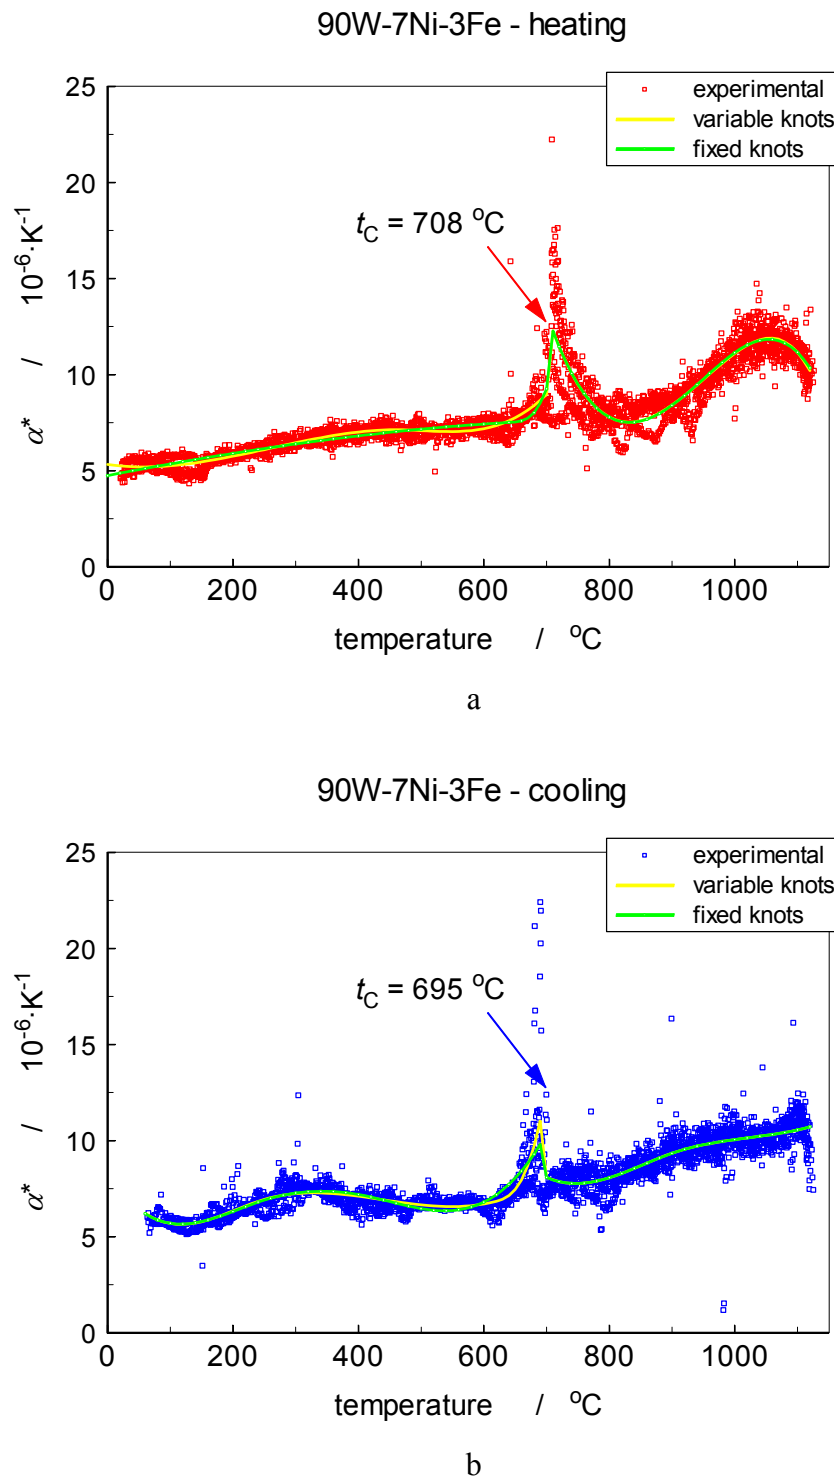 90W-7Ni-3Fe - heating
25
experimental
variable knots
20
fixed knots
tC = 708 oC
15
10
5
0
α* / 10-6·K-1
0 200 400 600 800 1000
temperature / oC
a
90W-7Ni-3Fe - cooling
25
experimental
variable knots
20
fixed knots
tC = 695 oC
15
10
5
0
α* / 10-6·K-1
0 200 400 600 800 1000
temperature / oC
b